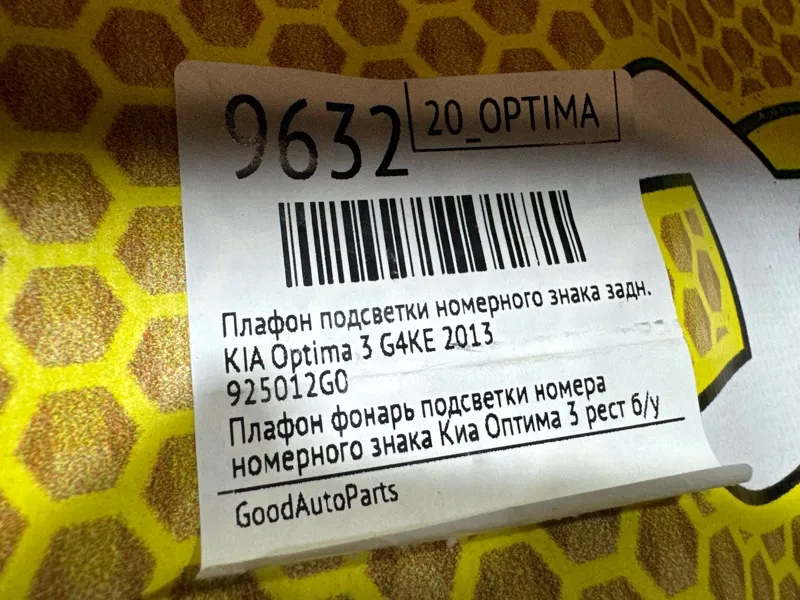 9632
20_OPTIMA
Плафон подсветки номерного знака задн.
KIA Optima 3 G4KE 2013
925012G0
Плафон фонарь подсветки номера
номерного знака Киа Оптима 3 рест б/у
GoodAutoParts